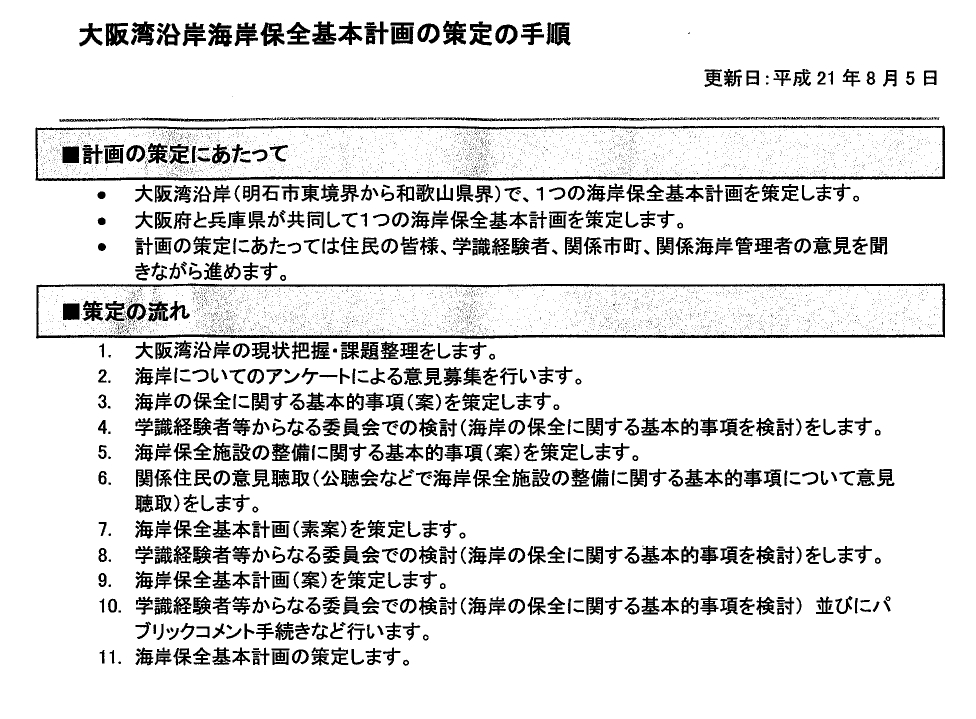 大阪湾沿岸海岸保全基本計画の策定の手順
更新日：平成 21 年 8 月 5 日
■計画の策定にあたって
● 大阪湾沿岸（明石市東境界から和歌山県界）で、１つの海岸保全基本計画を策定します。
● 大阪府と兵庫県が共同して１つの海岸保全基本計画を策定します。
● 計画の策定にあたっては住民の皆様、学識経験者、関係市町、関係海岸管理者の意見を聞
きながら進めます。
■策定の流れ
1. 大阪湾沿岸の現状把握・課題整理をします。
2. 海岸についてのアンケートによる意見募集を行います。
3. 海岸の保全に関する基本的事項（案）を策定します。
4. 学識経験者等からなる委員会での検討（海岸の保全に関する基本的事項を検討）をします。
5. 海岸保全施設の整備に関する基本的事項（案）を策定します。
6. 関係住民の意見聴取（公聴会などで海岸保全施設の整備に関する基本的事項について意見
聴取）をします。
7. 海岸保全基本計画（素案）を策定します。
8. 学識経験者等からなる委員会での検討（海岸の保全に関する基本的事項を検討）をします。
9. 海岸保全基本計画（案）を策定します。
10. 学識経験者等からなる委員会での検討（海岸の保全に関する基本的事項を検討） 並びにパ
ブリックコメント手続きなど行います。
11. 海岸保全基本計画の策定します。